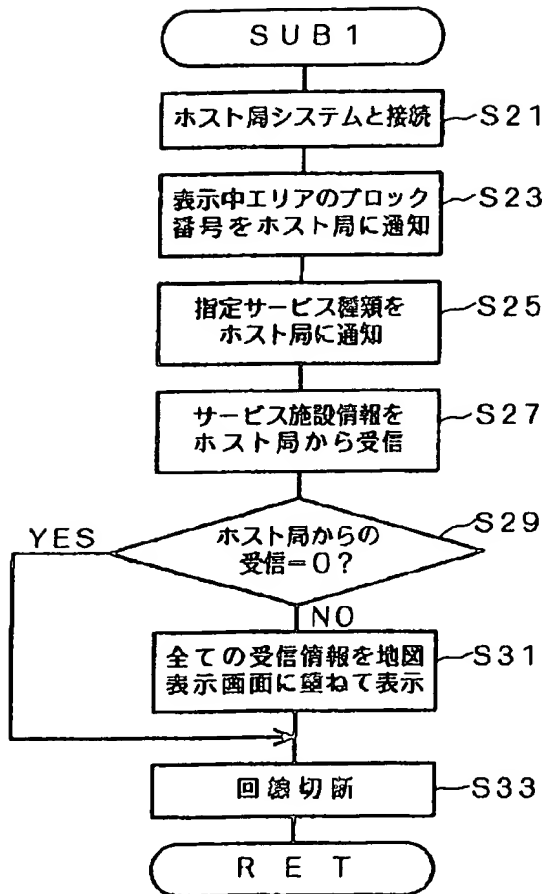 SUB1
ホスト局システムと接続
S21
表示中エリアのブロック
番号をホスト局に通知
S23
指定サービス種類を
ホスト局に通知
S25
サービス施設情報を
ホスト局から受信
S27
ホスト局からの
受信=0?
S29
YES
NO
全ての受信情報を地図
表示画面に重ねて表示
S31
回線切断
S33
RET